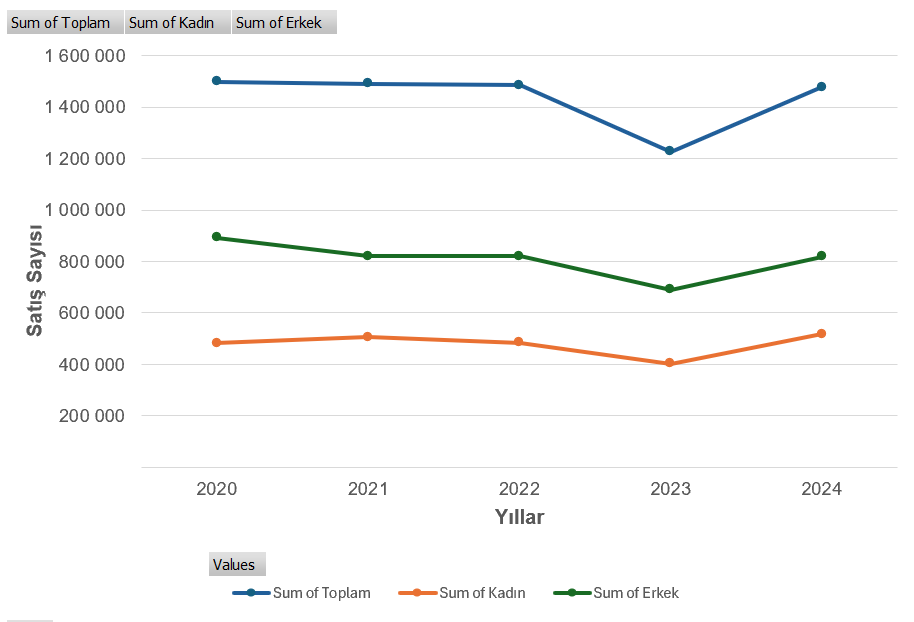 Sum of Toplam Sum of Kadın Sum of Erkek
1 600 000
1 400 000
1 200 000
1 000 000
800 000
600 000
400 000
200 000
Satış Sayısı
2020 2021 2022 2023 2024
Yıllar
Values
Sum of Toplam Sum of Kadın Sum of Erkek